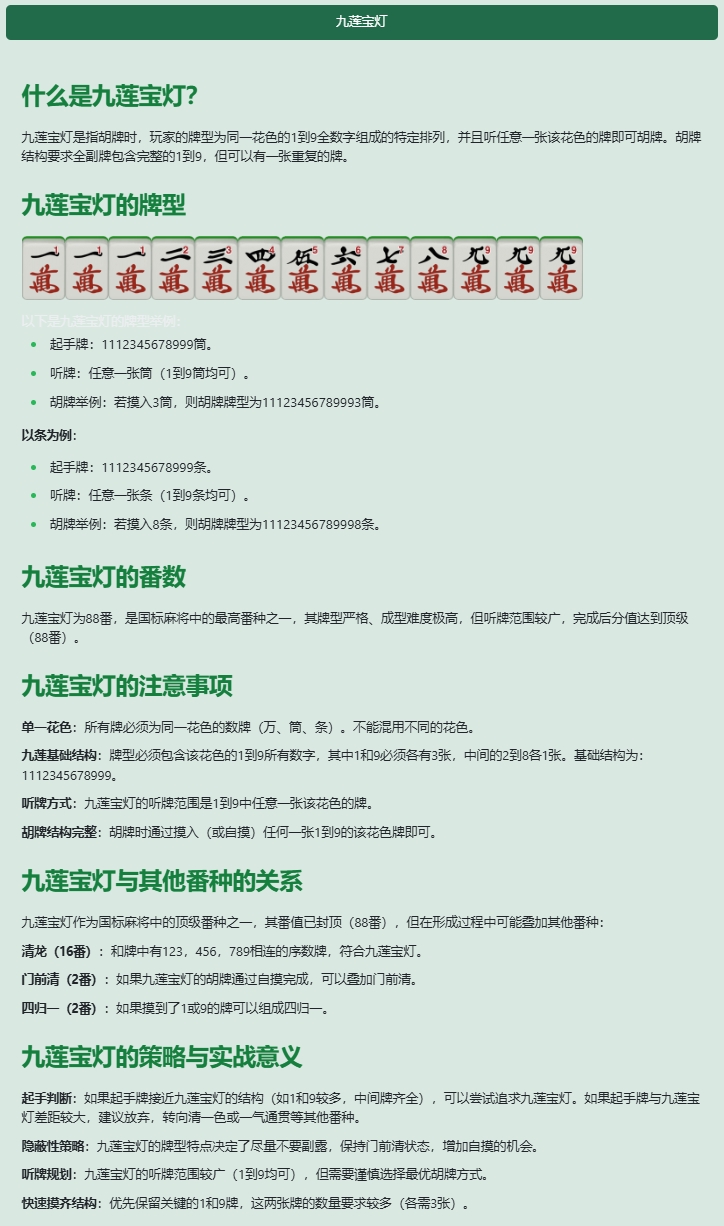 九莲宝灯
什么是九莲宝灯？
九莲宝灯是指胡牌时，玩家的牌型为同一花色的1到9全数字组成的特定排列，并且听任意一张该花色的牌即可胡牌。胡牌
结构要求全副牌包含完整的1到9，但可以有一张重复的牌。
九莲宝灯的牌型
一1 一1 一1 二2 三3 四4 伍5 六6 七7 八8 九9 九9 九9
萬 萬 萬 萬 萬 萬 萬 萬 萬 萬 萬 萬 萬
以下是九莲宝灯的牌型举例：
起手牌：1112345678999筒。
听牌：任意一张筒（1到9筒均可）。
胡牌举例：若摸入3筒，则胡牌牌型为11123456789993筒。
以条为例：
起手牌：1112345678999条。
听牌：任意一张条（1到9条均可）。
胡牌举例：若摸入8条，则胡牌牌型为11123456789998条。
九莲宝灯的番数
九莲宝灯为88番，是国标麻将中的最高番种之一，其牌型严格、成型难度极高，但听牌范围较广，完成后分值达到顶级
（88番）。
九莲宝灯的注意事项
单一花色：所有牌必须为同一花色的数牌（万、筒、条）。不能混用不同的花色。
九莲基础结构：牌型必须包含该花色的1到9所有数字，其中1和9必须各有3张，中间的2到8各1张。基础结构为：
1112345678999。
听牌方式：九莲宝灯的听牌范围是1到9中任意一张该花色的牌。
胡牌结构完整：胡牌时通过摸入（或自摸）任何一张1到9的该花色牌即可。
九莲宝灯与其他番种的关系
九莲宝灯作为国标麻将中的顶级番种之一，其番值已封顶（88番），但在形成过程中可能叠加其他番种：
清龙（16番）：和牌中有123，456，789相连的序数牌，符合九莲宝灯。
门前清（2番）：如果九莲宝灯的胡牌通过自摸完成，可以叠加门前清。
四归一（2番）：如果摸到了1或9的牌可以组成四归一。
九莲宝灯的策略与实战意义
起手判断：如果起手牌接近九莲宝灯的结构（如1和9较多，中间牌齐全），可以尝试追求九莲宝灯。如果起手牌与九莲宝
灯差距较大，建议放弃，转向清一色或一气通贯等其他番种。
隐蔽性策略：九莲宝灯的牌型特点决定了尽量不要副露，保持门前清状态，增加自摸的机会。
听牌规划：九莲宝灯的听牌范围较广（1到9均可），但需要谨慎选择最优胡牌方式。
快速摸齐结构：优先保留关键的1和9牌，这两张牌的数量要求较多（各需3张）。